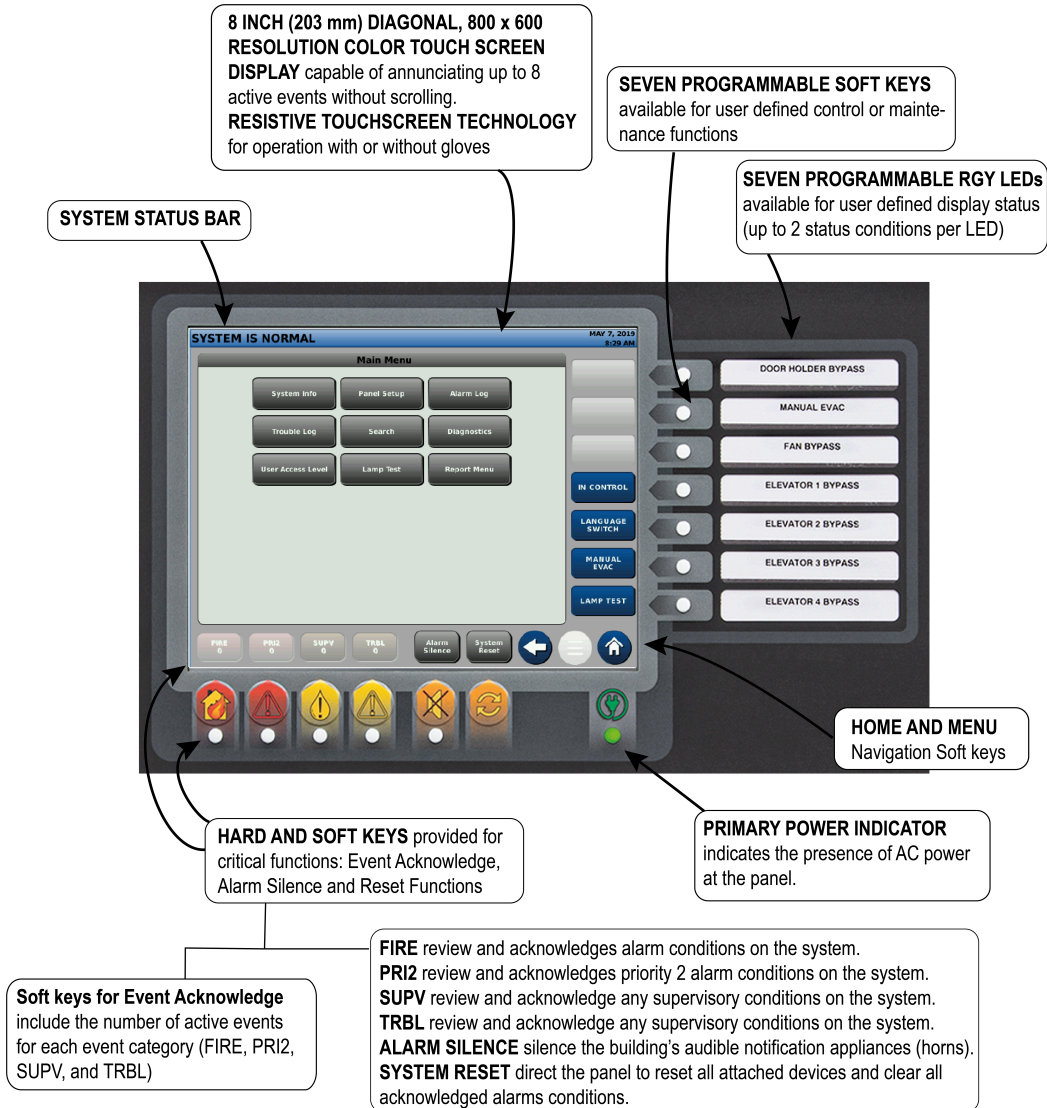 8 INCH (203 mm) DIAGONAL, 800 x 600
RESOLUTION COLOR TOUCH SCREEN
DISPLAY capable of annunciating up to 8
active events without scrolling.
RESISTIVE TOUCHSCREEN TECHNOLOGY
for operation with or without gloves
SEVEN PROGRAMMABLE SOFT KEYS
available for user defined control or mainte-
nance functions
SEVEN PROGRAMMABLE RGY LEDs
available for user defined display status
(up to 2 status conditions per LED)
SYSTEM STATUS BAR
SYSTEM IS NORMAL
MAY 7, 2019
8:29 AM
Main Menu
System Info
Panel Setup
Alarm Log
Trouble Log
Search
Diagnostics
User Access Level
Lamp Test
Report Menu
IN CONTROL
LANGUAGE
SWITCH
MANUAL
EVAC
LAMP TEST
DOOR HOLDER BYPASS
MANUAL EVAC
FAN BYPASS
ELEVATOR 1 BYPASS
ELEVATOR 2 BYPASS
ELEVATOR 3 BYPASS
ELEVATOR 4 BYPASS
FIRE
0
PRI2
0
SUPV
0
TRBL
0
Alarm
Silence
System
Reset
HOME AND MENU
Navigation Soft keys
HARD AND SOFT KEYS provided for
critical functions: Event Acknowledge,
Alarm Silence and Reset Functions
PRIMARY POWER INDICATOR
indicates the presence of AC power
at the panel.
Soft keys for Event Acknowledge
include the number of active events
for each event category (FIRE, PRI2,
SUPV, and TRBL)
FIRE review and acknowledges alarm conditions on the system.
PRI2 review and acknowledges priority 2 alarm conditions on the system.
SUPV review and acknowledge any supervisory conditions on the system.
TRBL review and acknowledge any supervisory conditions on the system.
ALARM SILENCE silence the building's audible notification appliances (horns).
SYSTEM RESET direct the panel to reset all attached devices and clear all
acknowledged alarms conditions.